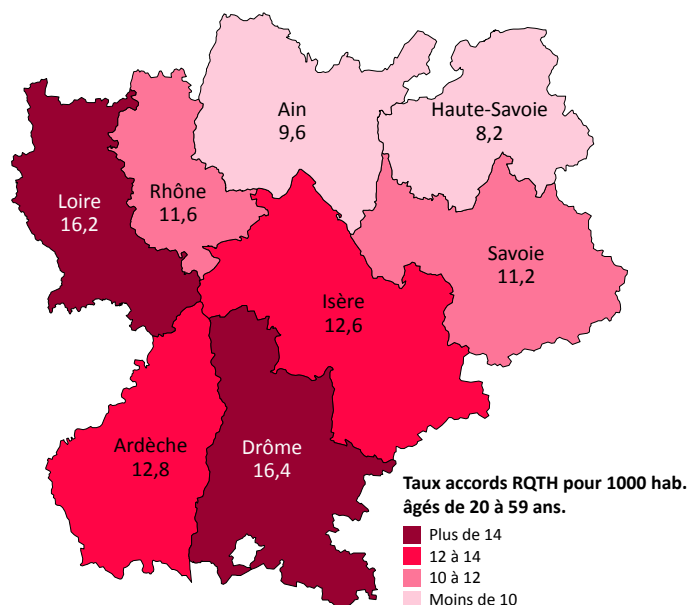 Ain
9,6
Haute-Savoie
8,2
Loire
16,2
Rhône
11,6
Savoie
11,2
Isère
12,6
Ardèche
12,8
Drôme
16,4
Taux accords RQTH pour 1000 hab.
âgés de 20 à 59 ans.
Plus de 14
12 à 14
10 à 12
Moins de 10